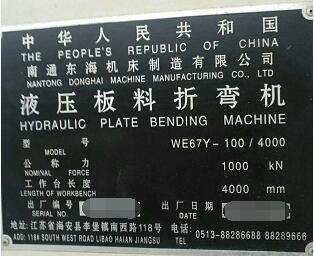 中华人民共和国
THE PEOPLE'S REPUBLIC OF CHINA
南通东海机床制造有限公司
NANTONG DONGHAI MACHINE MANUFACTURING CO., LTD
液压板料折弯机
HYDRAULIC PLATE BENDING MACHINE
型号 WE67Y-100/4000
MODEL
公称力 1000 kN
NOMINAL FORCE
工作台长度 4000 mm
LENGTH OF WORKBENCH
出厂编号 出厂日期
SERIAL NO. DATE
地址:江苏省海安县李堡镇南西路118号 电话:0513-88286688 88289666
ADD: 118# SOUTH WEST ROAD LIBAO HAIAN JIANGSU TEL